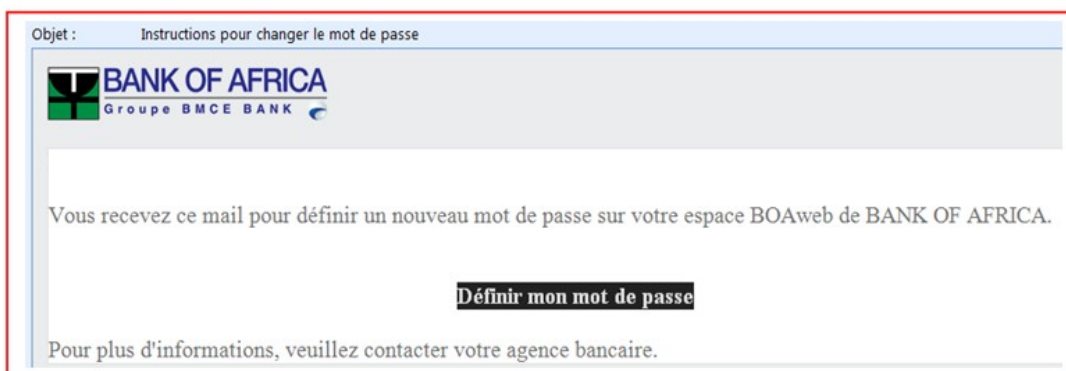 Objet : Instructions pour changer le mot de passe
BANK OF AFRICA
Groupe BMCE BANK
Vous recevez ce mail pour définir un nouveau mot de passe sur votre espace BOAweb de BANK OF AFRICA.
Définir mon mot de passe
Pour plus d'informations, veuillez contacter votre agence bancaire.